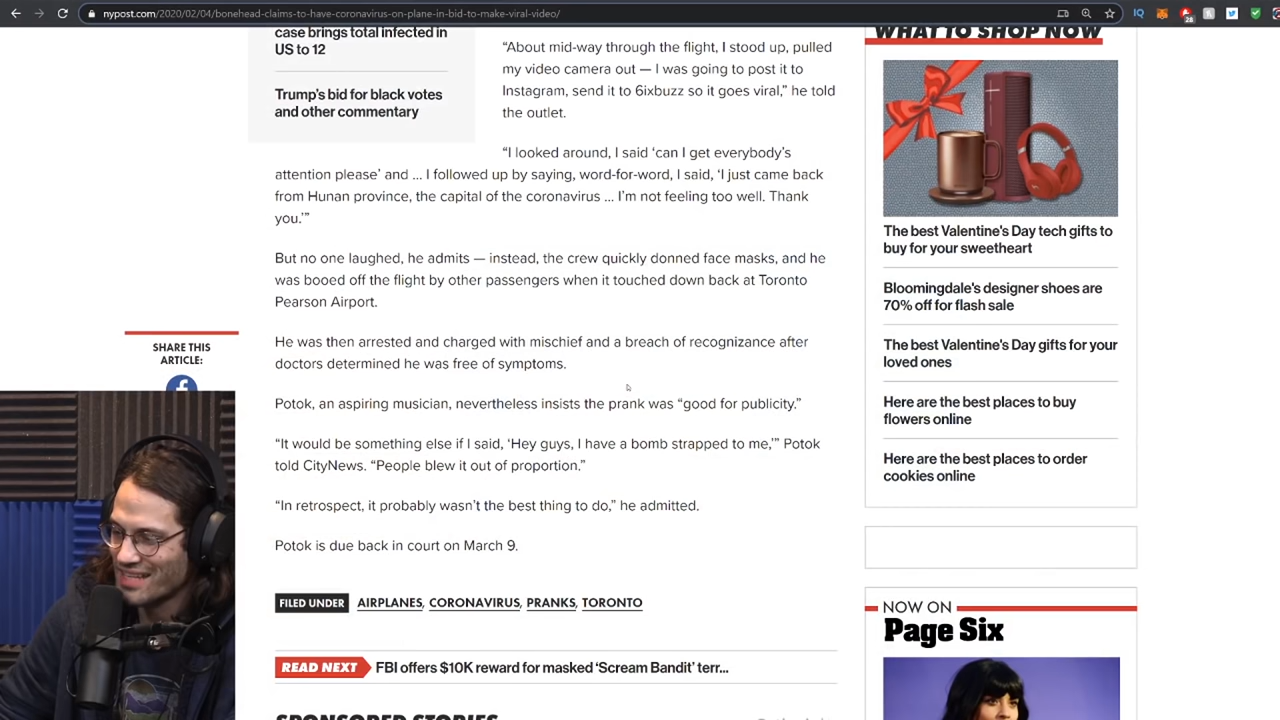 nypost.com/2020/02/04/bonehead-claims-to-have-coronavirus-on-plane-in-bid-to-make-viral-video/
case brings total infected in
US to 12
Trump's bid for black votes
and other commentary
“About mid-way through the flight, I stood up, pulled
my video camera out — I was going to post it to
Instagram, send it to 6ixbuzz so it goes viral,” he told
the outlet.
“I looked around, I said ‘can I get everybody’s
attention please’ and ... I followed up by saying, word-for-word, I said, ‘I just came back
from Hunan province, the capital of the coronavirus ... I’m not feeling too well. Thank
you.’”
But no one laughed, he admits — instead, the crew quickly donned face masks, and he
was booed off the flight by other passengers when it touched down back at Toronto
Pearson Airport.
He was then arrested and charged with mischief and a breach of recognizance after
doctors determined he was free of symptoms.
Potok, an aspiring musician, nevertheless insists the prank was “good for publicity.”
“It would be something else if I said, ‘Hey guys, I have a bomb strapped to me,’” Potok
told CityNews. “People blew it out of proportion.”
“In retrospect, it probably wasn’t the best thing to do,” he admitted.
Potok is due back in court on March 9.
SHARE THIS
ARTICLE:
FILED UNDER AIRPLANES, CORONAVIRUS, PRANKS, TORONTO
READ NEXT FBI offers $10K reward for masked ‘Scream Bandit’ terr...
SPONSORED STORIES
WHAT TO SHOP NOW
The best Valentine's Day tech gifts to
buy for your sweetheart
Bloomingdale's designer shoes are
70% off for flash sale
The best Valentine's Day gifts for your
loved ones
Here are the best places to buy
flowers online
Here are the best places to order
cookies online
NOW ON
Page Six